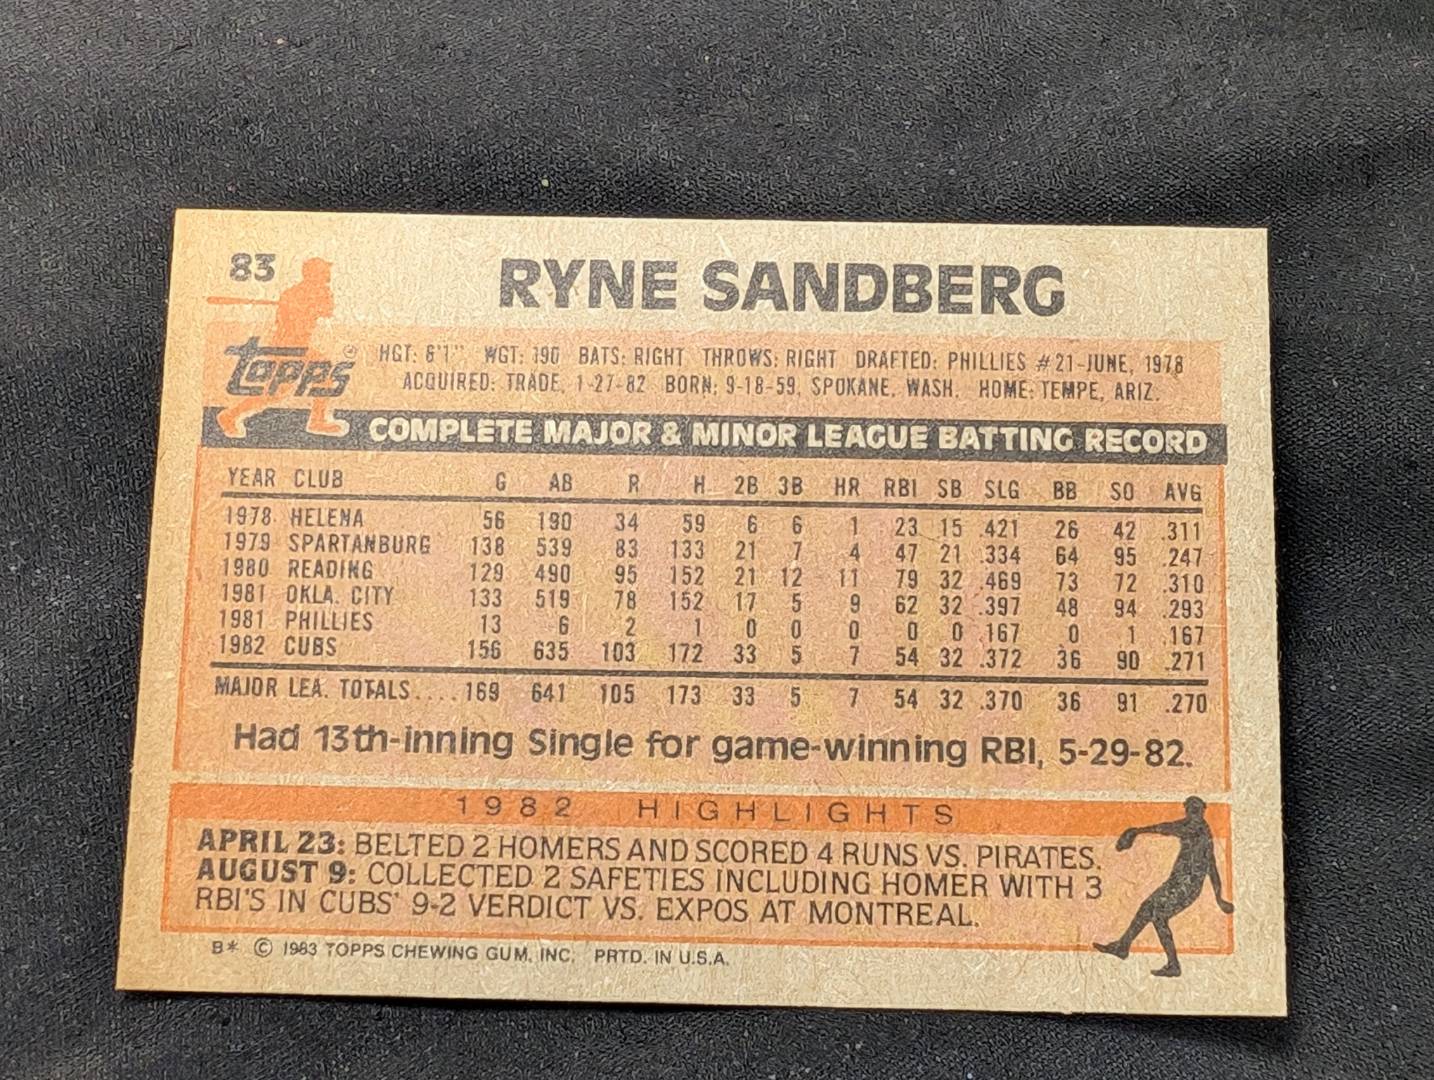 83
RYNE SANDBERG
Topps ®
HGT: 6'1" WGT: 190 BATS: RIGHT THROWS: RIGHT DRAFTED: PHILLIES #21-JUNE, 1978
ACQUIRED: TRADE, 1-27-82 BORN: 9-18-59, SPOKANE, WASH. HOME: TEMPE, ARIZ.
COMPLETE MAJOR & MINOR LEAGUE BATTING RECORD
YEAR CLUB G AB R H 2B 3B HR RBI SB SLG BB SO AVG
1978 HELENA 56 190 34 59 6 6 1 23 15 .421 26 42 .311
1979 SPARTANBURG 138 539 83 133 21 7 4 47 21 .334 64 95 .247
1980 READING 129 490 95 152 21 12 11 79 32 .469 73 72 .310
1981 OKLA. CITY 133 519 78 152 17 5 9 62 32 .397 48 94 .293
1981 PHILLIES 13 6 2 1 0 0 0 0 0 .167 0 1 .167
1982 CUBS 156 635 103 172 33 5 7 54 32 .372 36 90 .271
MAJOR LEA. TOTALS.... 169 641 105 173 33 5 7 54 32 .370 36 91 .270
Had 13th-inning Single for game-winning RBI, 5-29-82.
1982 HIGHLIGHTS
APRIL 23: BELTED 2 HOMERS AND SCORED 4 RUNS VS. PIRATES.
AUGUST 9: COLLECTED 2 SAFETIES INCLUDING HOMER WITH 3
RBI'S IN CUBS' 9-2 VERDICT VS. EXPOS AT MONTREAL.
B* © 1983 TOPPS CHEWING GUM, INC. PRTD. IN U.S.A.